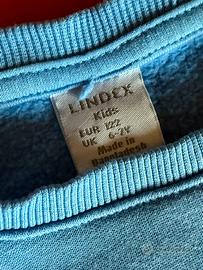 LINDEX
Kids
EUR 122
UK 6-7Y
Made in
Bangladesh